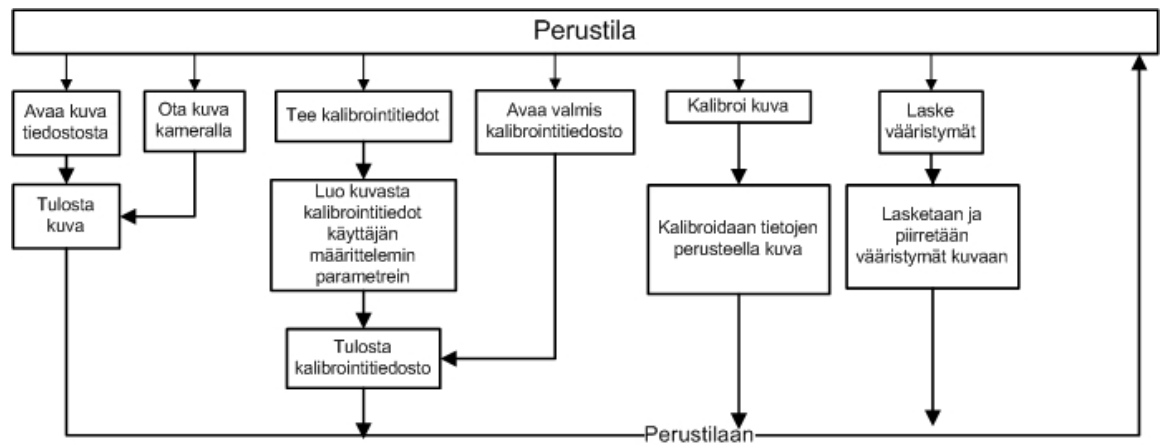 Perustila
Avaa kuva
tiedostosta
Ota kuva
kameralla
Tee kalibrointitiedot
Avaa valmis
kalibrointitiedosto
Kalibroi kuva
Laske
vääristymät
Tulosta
kuva
Luo kuvasta
kalibrointitiedot
käyttäjän
määrittelemin
parametrein
Kalibroidaan tietojen
perusteella kuva
Lasketaan ja
piirretään
vääristymät kuvaan
Tulosta
kalibrointitiedosto
Perustilaan